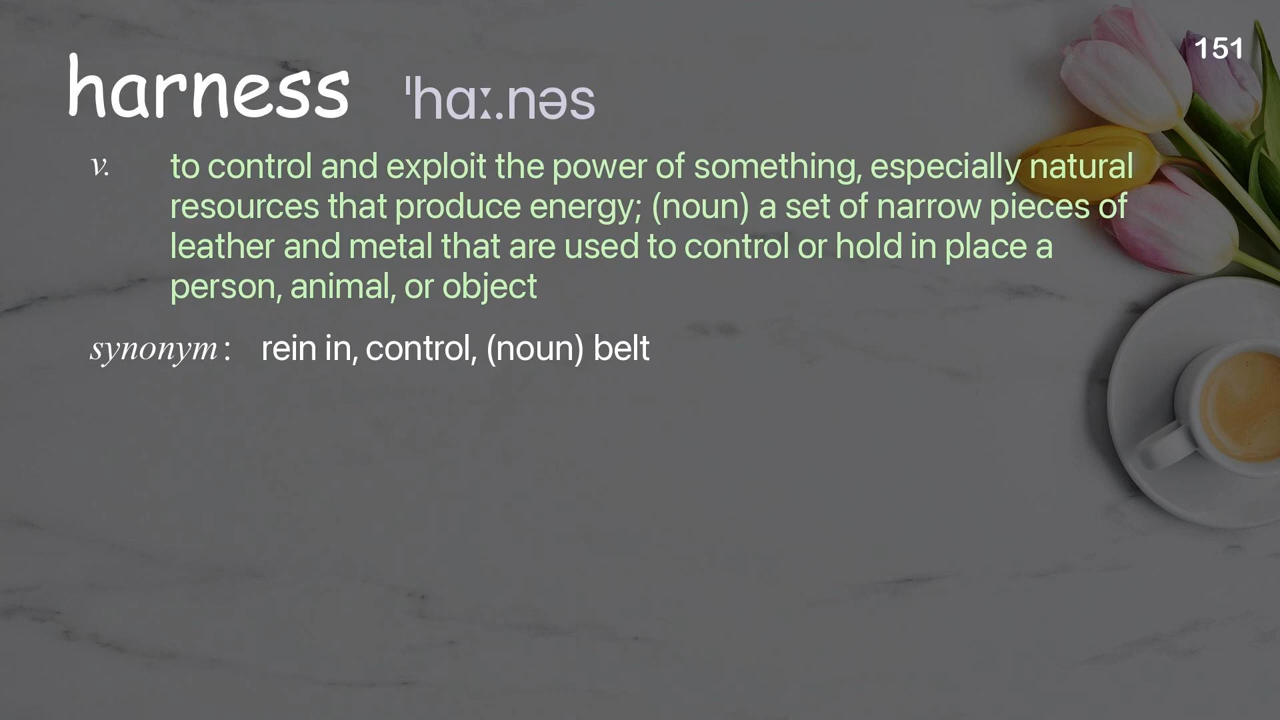 151
harness ˈhɑː.nəs
v. to control and exploit the power of something, especially natural
resources that produce energy; (noun) a set of narrow pieces of
leather and metal that are used to control or hold in place a
person, animal, or object
synonym : rein in, control, (noun) belt